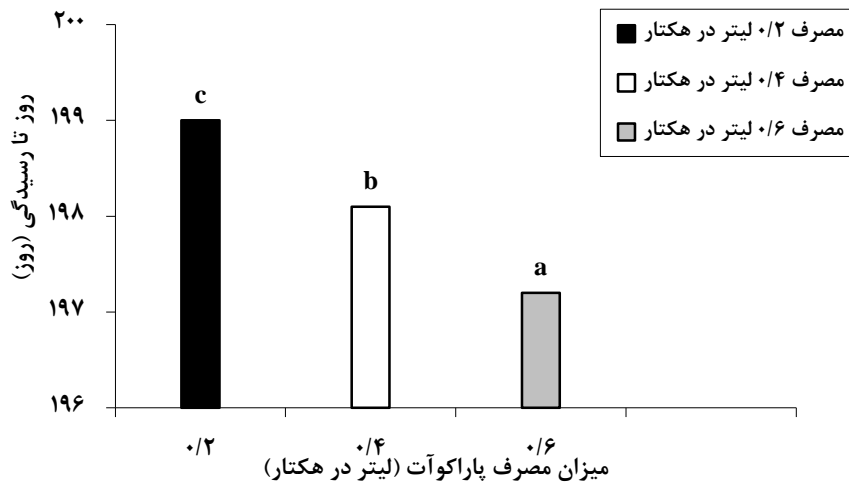 ۲۰۰
۱۹۹
۱۹۸
۱۹۷
۱۹۶
روز تا رسیدگی (روز)
c
b
a
مصرف ۰/۲ لیتر در هکتار
مصرف ۰/۴ لیتر در هکتار
مصرف ۰/۶ لیتر در هکتار
۰/۲
۰/۴
۰/۶
میزان مصرف پاراکوآت (لیتر در هکتار)